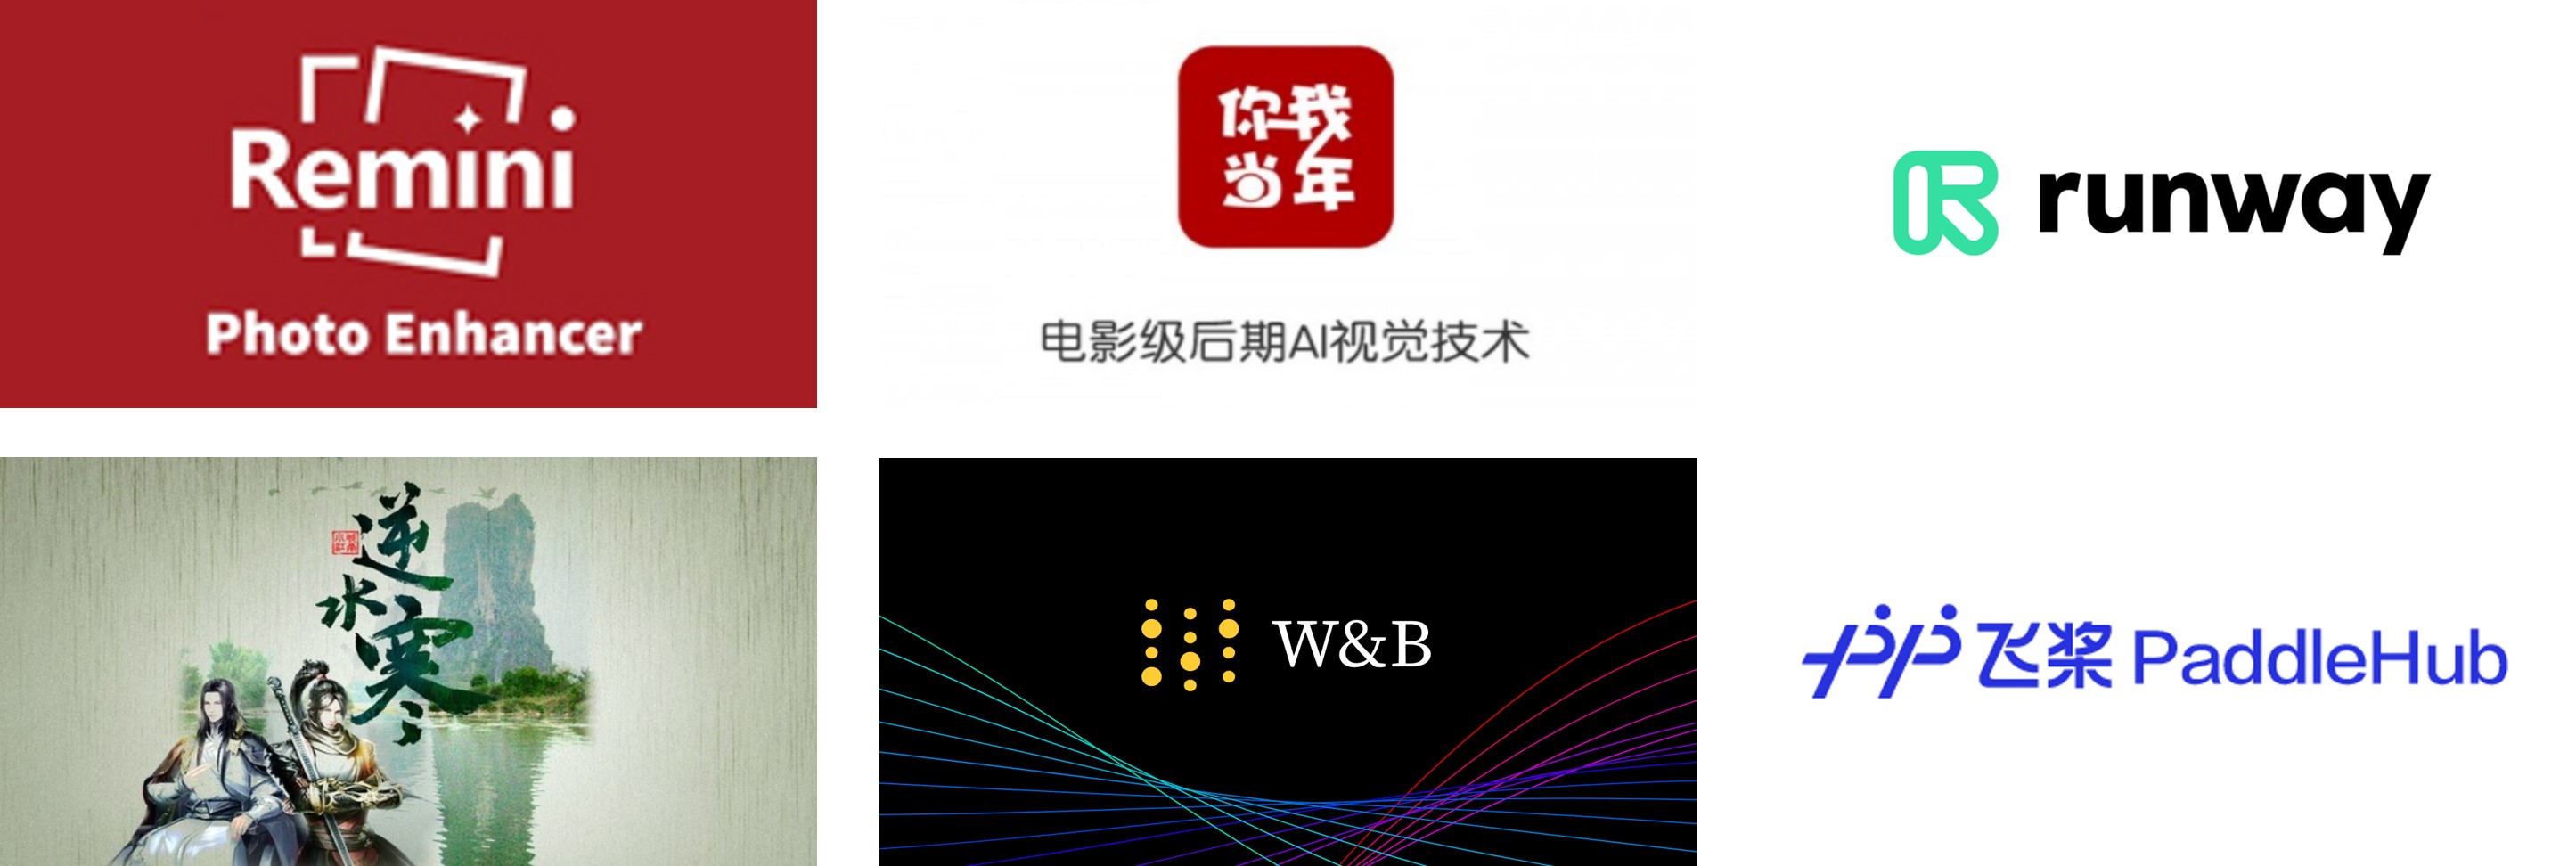 Remini
Photo Enhancer
你我
当年
电影级后期AI视觉技术
runway
逆水寒
W&B
飞桨 PaddleHub